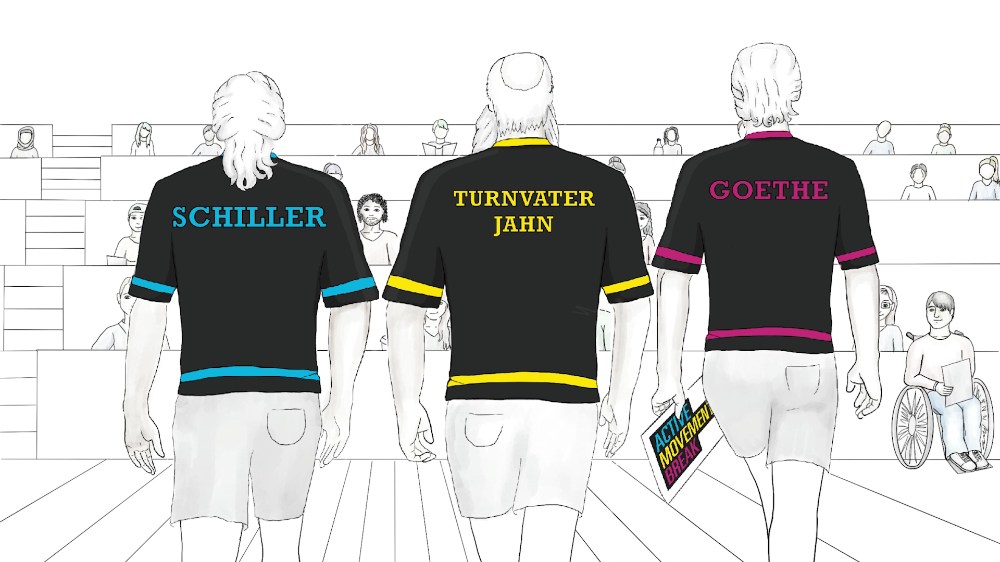 SCHILLER
TURNVATER
JAHN
GOETHE
ACTIVE
MOVEMENT
BREAK